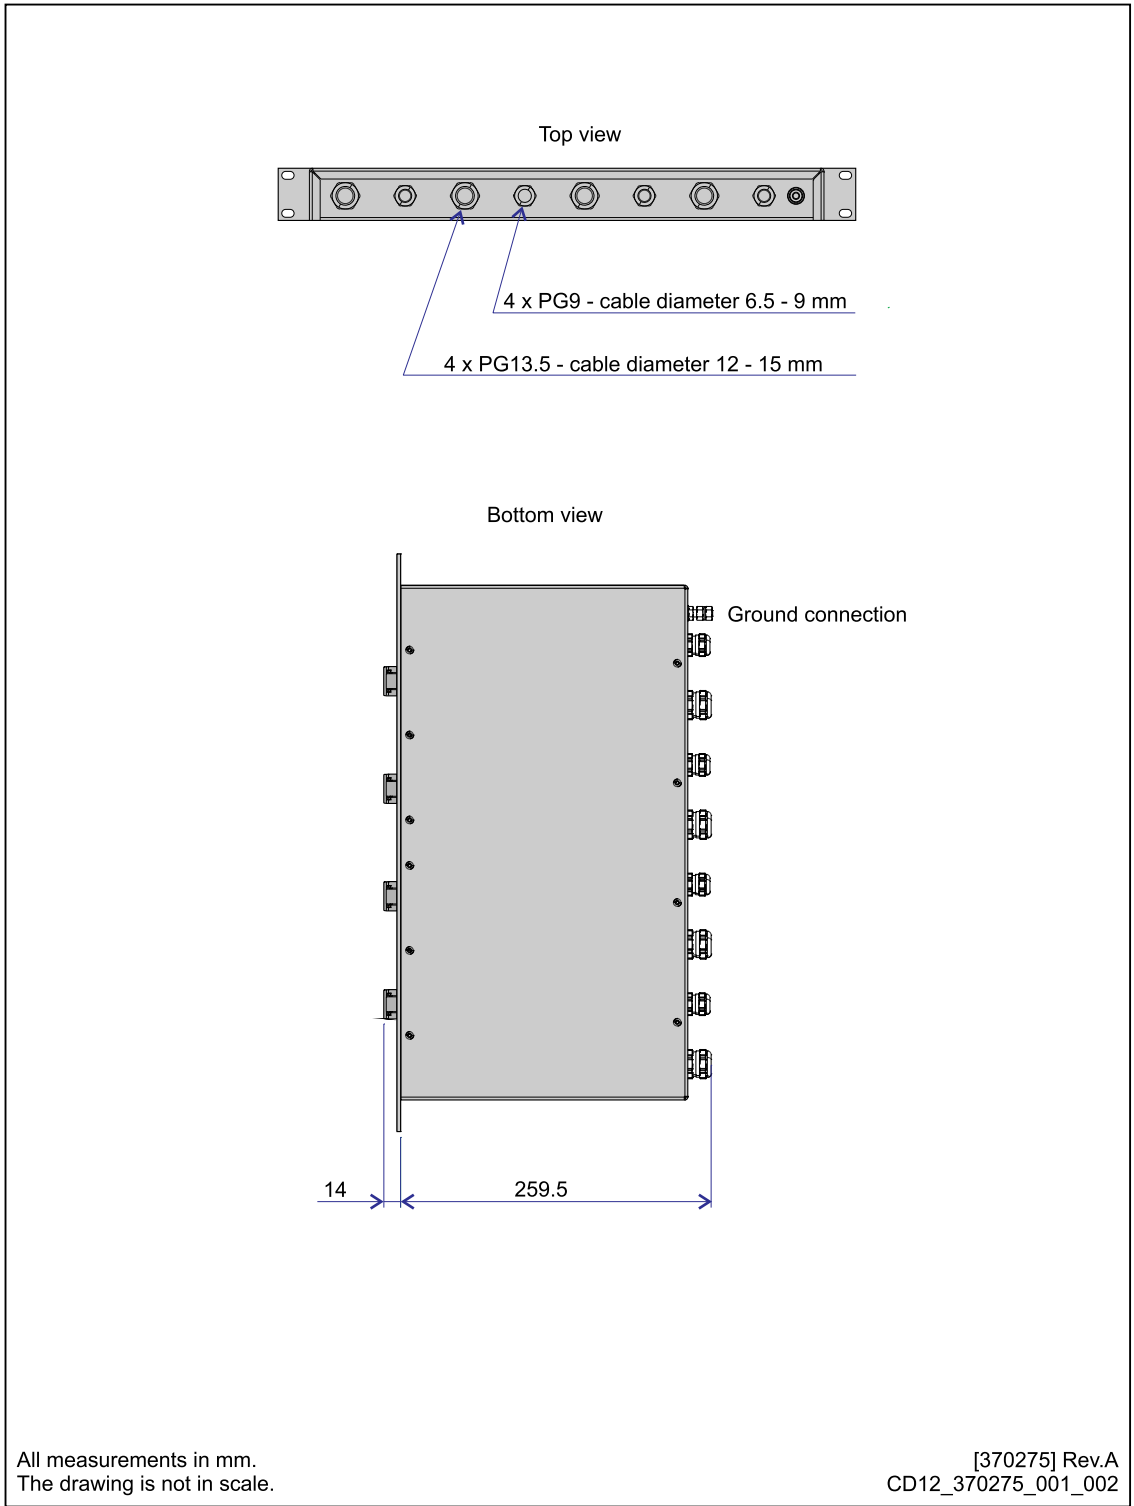 Top view
4 x PG9 - cable diameter 6.5 - 9 mm
4 x PG13.5 - cable diameter 12 - 15 mm
Bottom view
Ground connection
14
259.5
All measurements in mm.
The drawing is not in scale.
[370275] Rev.A
CD12_370275_001_002